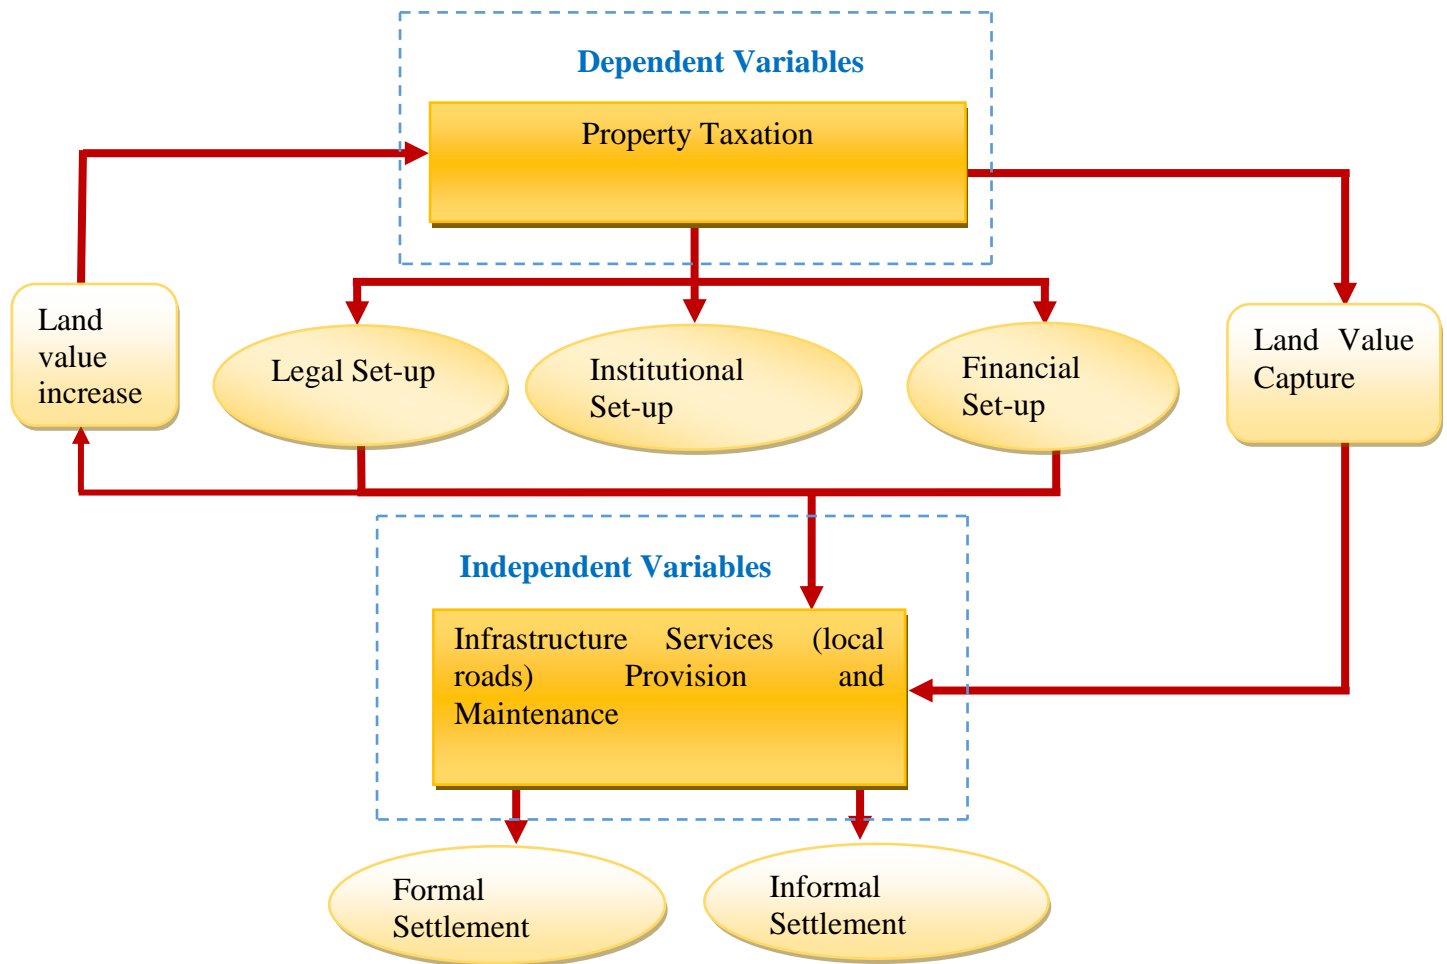 Dependent Variables
Property Taxation
Land
value
increase
Legal Set-up
Institutional
Set-up
Financial
Set-up
Land Value
Capture
Independent Variables
Infrastructure Services (local
roads) Provision and
Maintenance
Formal
Settlement
Informal
Settlement